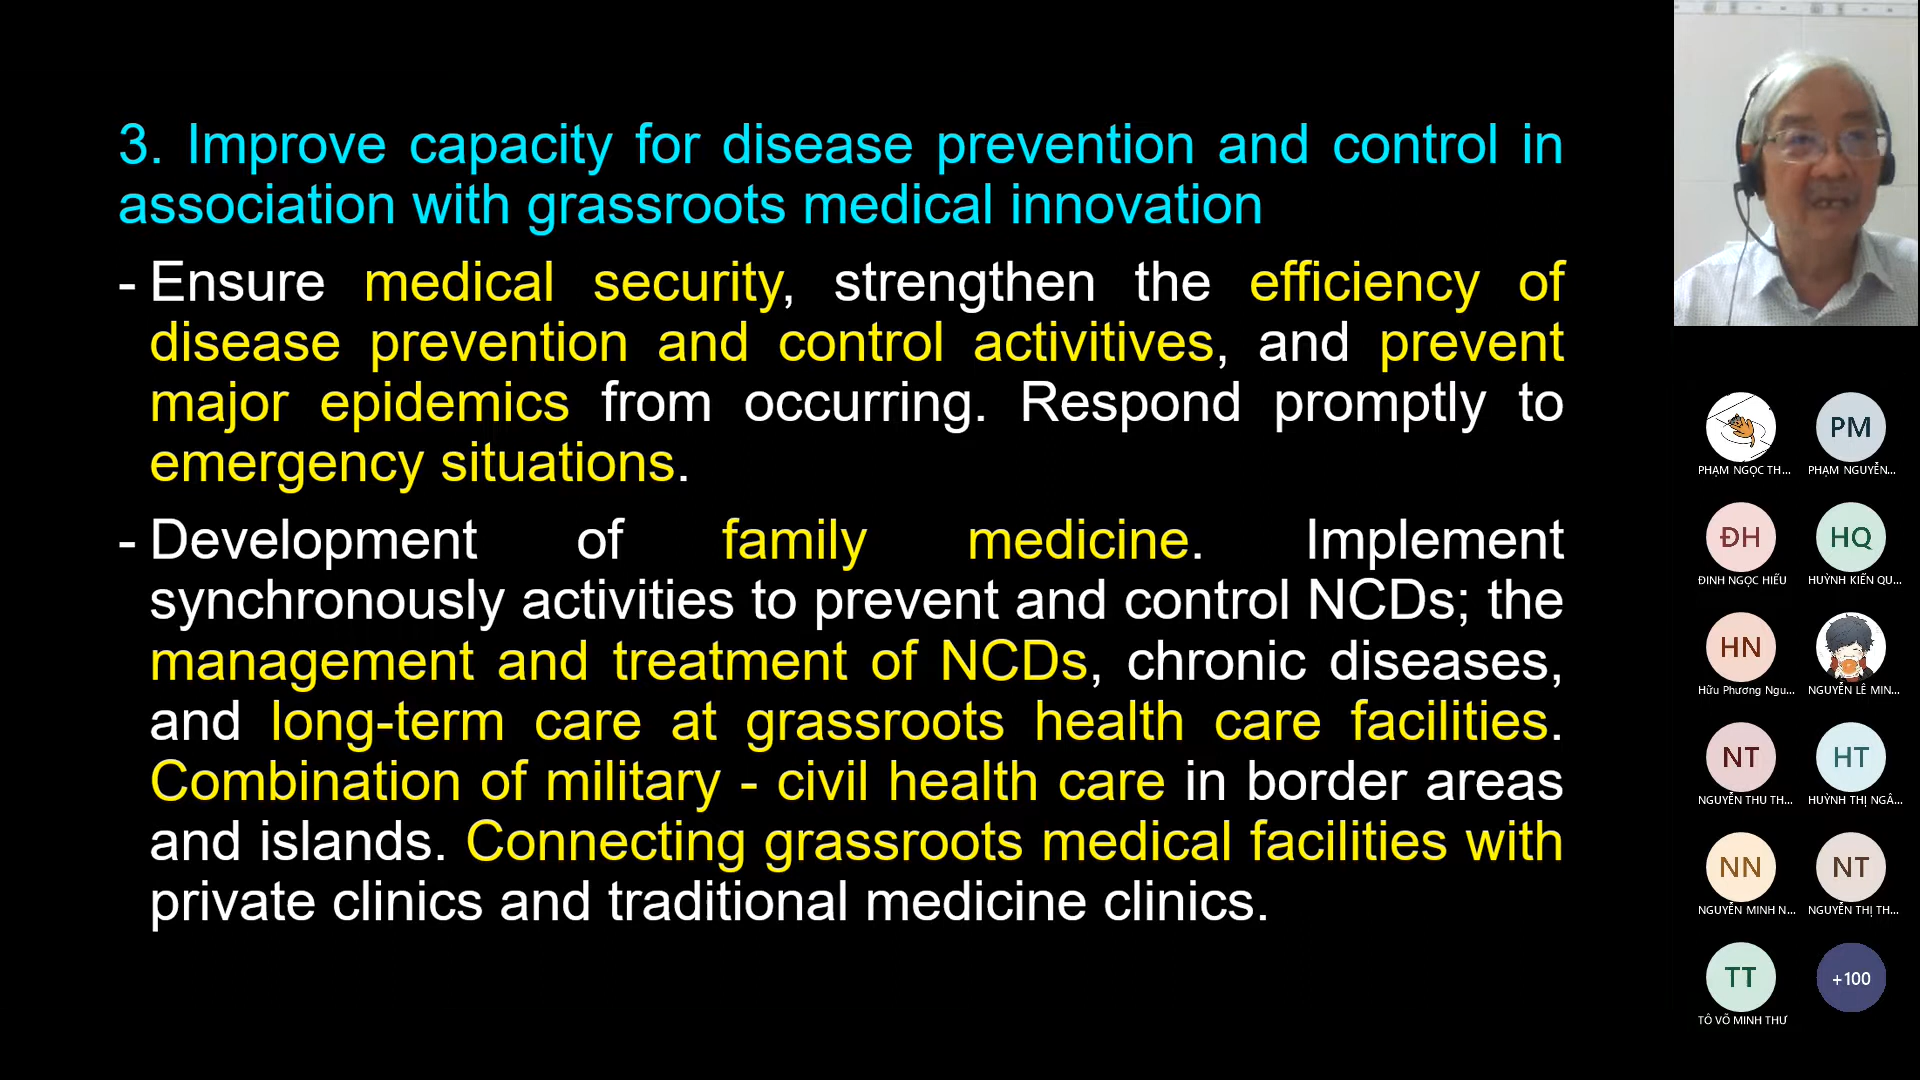 3. Improve capacity for disease prevention and control in
association with grassroots medical innovation
- Ensure medical security, strengthen the efficiency of
disease prevention and control activitives, and prevent
major epidemics from occurring. Respond promptly to
emergency situations.
- Development of family medicine. Implement
synchronously activities to prevent and control NCDs; the
management and treatment of NCDs, chronic diseases,
and long-term care at grassroots health care facilities.
Combination of military - civil health care in border areas
and islands. Connecting grassroots medical facilities with
private clinics and traditional medicine clinics.
PHẠM NGỌC TH...
PM
PHẠM NGUYỄN...
ĐH
ĐINH NGỌC HIẾU
HQ
HUỲNH KIẾN QU...
HN
Hữu Phương Ngu...
NGUYỄN LÊ MIN...
NT
NGUYỄN THU TH...
HT
HUỲNH THỊ NGÂ...
NN
NGUYỄN MINH N...
NT
NGUYỄN THỊ TH...
TT
TÔ VÕ MINH THƯ
+100